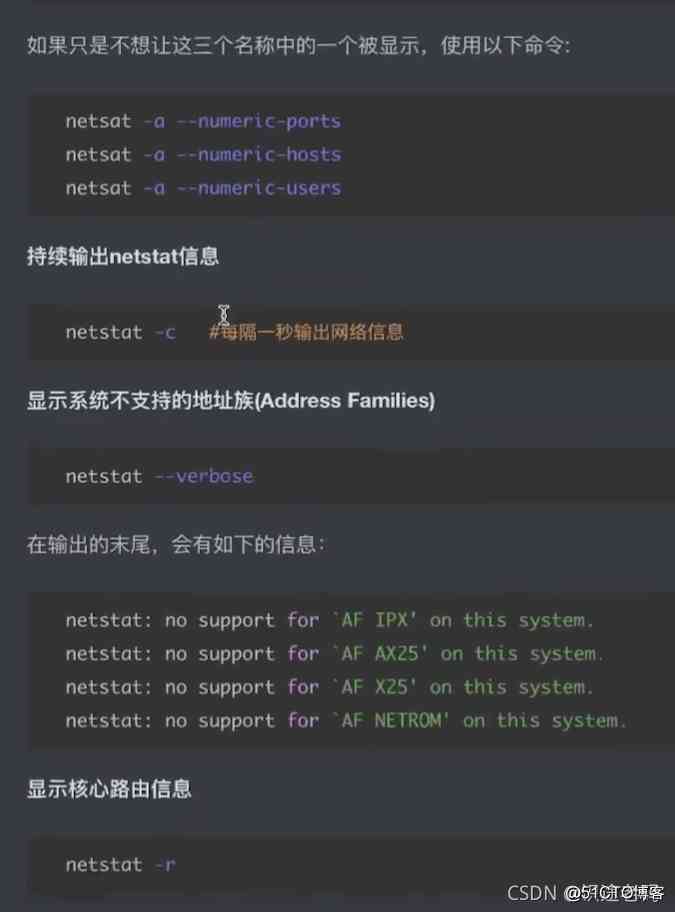 如果只是不想让这三个名称中的一个被显示，使用以下命令:
netsat -a --numeric-ports
netsat -a --numeric-hosts
netsat -a --numeric-users
持续输出netstat信息
netstat -c #每隔一秒输出网络信息
显示系统不支持的地址族(Address Families)
netstat --verbose
在输出的末尾，会有如下的信息：
netstat: no support for `AF IPX' on this system.
netstat: no support for `AF AX25' on this system.
netstat: no support for `AF X25' on this system.
netstat: no support for `AF NETROM' on this system.
显示核心路由信息
netstat -r
CSDN @51CTO博客